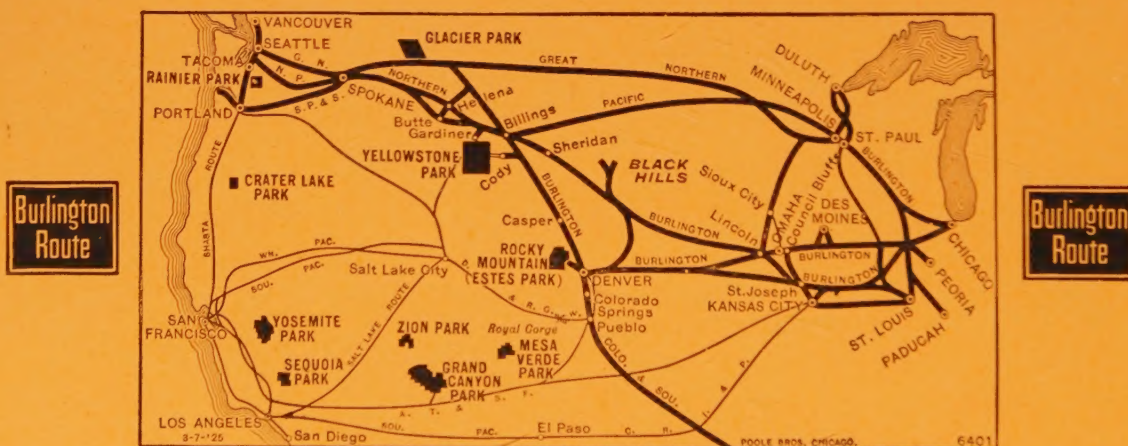 VANCOUVER
SEATTLE
TACOMA
RAINIER PARK
PORTLAND
G. N.
N. P.
S. P. & S.
SPOKANE
GLACIER PARK
GREAT
NORTHERN
NORTHERN
PACIFIC
Helena
Butte
Gardiner
Billings
YELLOWSTONE
PARK
Cody
Sheridan
BLACK
HILLS
DULUTH
MINNEAPOLIS
ST. PAUL
BURLINGTON
Sioux City
Lincoln
OMAHA
Council Bluffs
DES
MOINES
Burlington
Route
Burlington
Route
CRATER LAKE
PARK
SHASTA
ROUTE
BURLINGTON
Casper
BURLINGTON
BURLINGTON
BURLINGTON
BURLINGTON
CHICAGO
PEORIA
WN. PAC.
SOU. PAC.
Salt Lake City
D. & R. G. W.
ROCKY
MOUNTAIN
(ESTES PARK)
DENVER
Colorado
Springs
Pueblo
St. Joseph
KANSAS CITY
ST. LOUIS
PADUCAH
SAN
FRANCISCO
YOSEMITE
PARK
SALT LAKE ROUTE
ZION PARK
Royal Gorge
MESA
VERDE
PARK
SEQUOIA
PARK
GRAND
CANYON
PARK
COLO. & SOU.
A. T. & S. F.
LOS ANGELES
San Diego
SOU. PAC.
El Paso
C. R. I. & P.
3-7-'25
POOLE BROS. CHICAGO.
6401